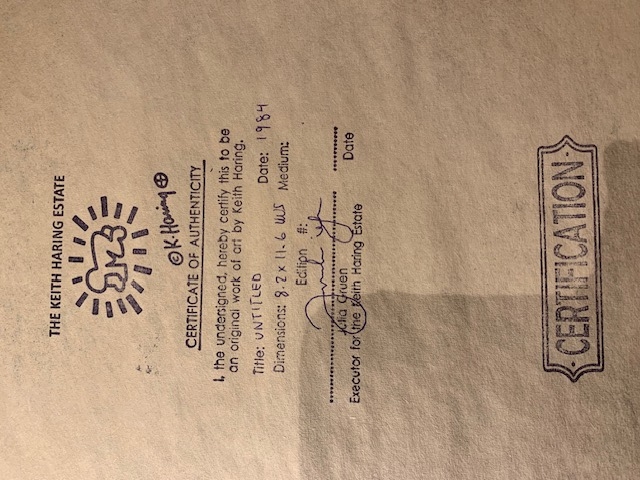 THE KEITH HARING ESTATE
© K. Haring ⊕
CERTIFICATE OF AUTHENTICITY
I, the undersigned, hereby certify this to be
an original work of art by Keith Haring.
Title: UNTITLED Date: 1984
Dimensions: 8.2 x 11.6 Medium:
Edition #:
Julia Gruen Date
Executor for the Keith Haring Estate
CERTIFICATION